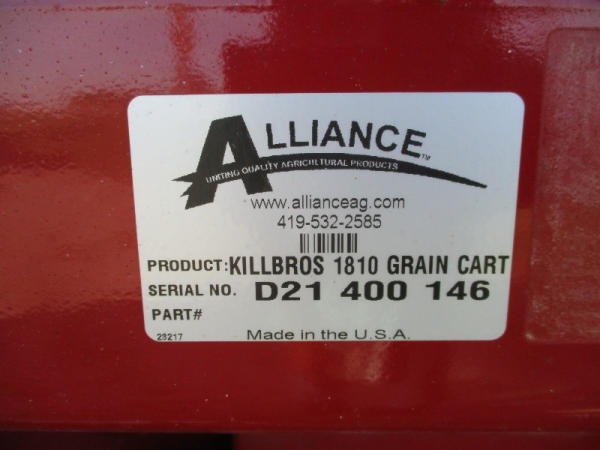 ALLIANCE™
UNITING QUALITY AGRICULTURAL PRODUCTS
www.allianceag.com
419-532-2585
PRODUCT:KILLBROS 1810 GRAIN CART
SERIAL NO. D21 400 146
PART#
23217 Made in the U.S.A.